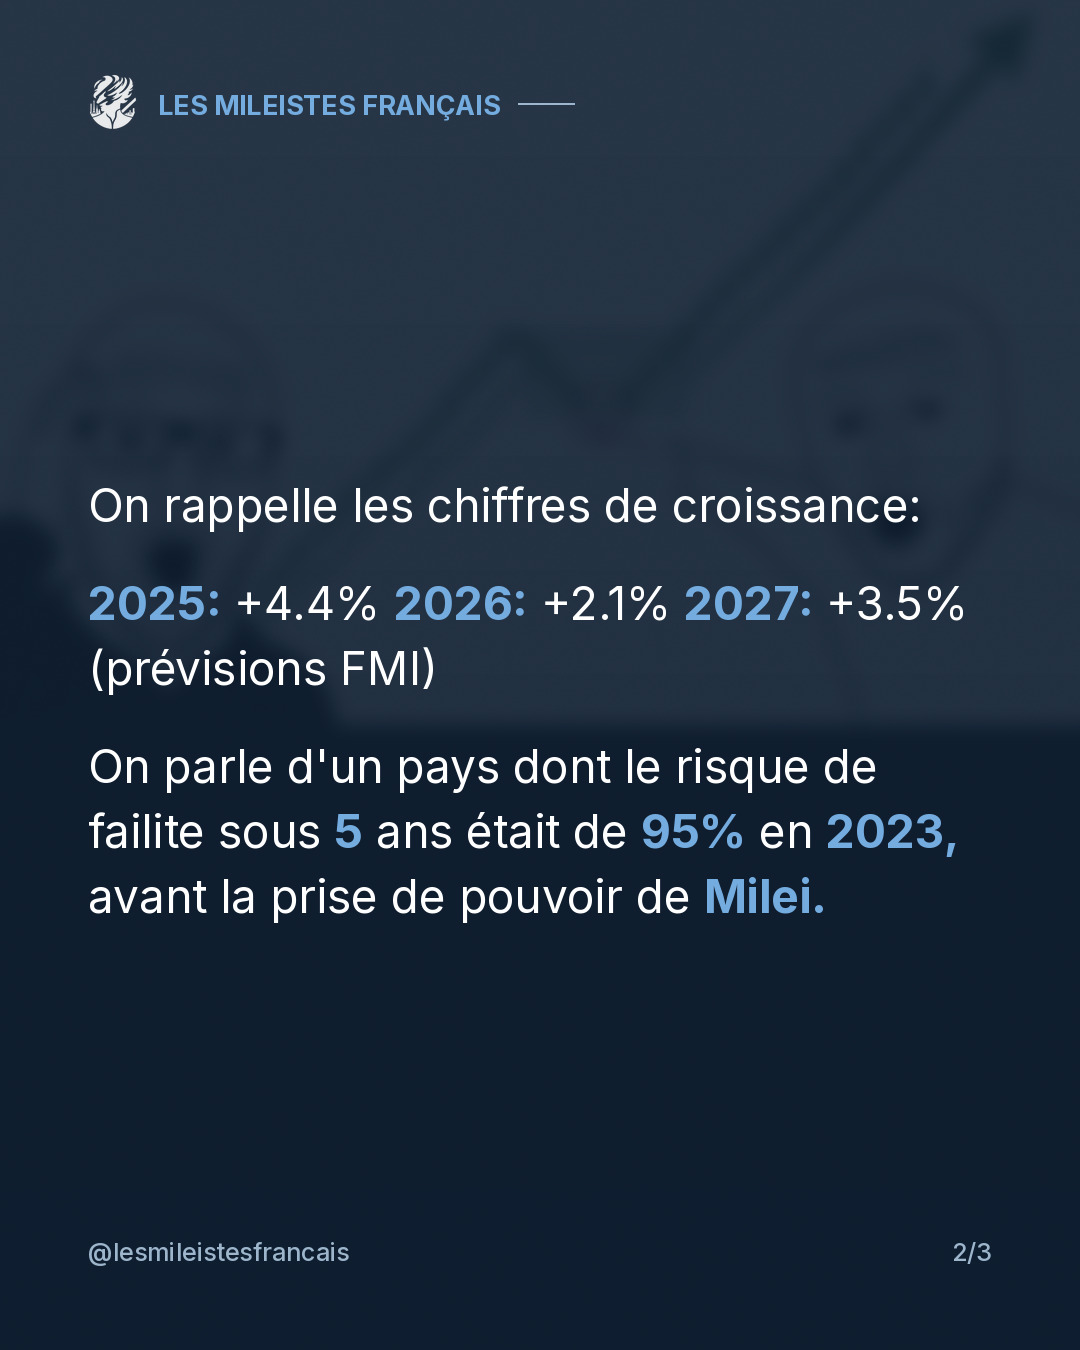 LES MILEISTES FRANÇAIS
On rappelle les chiffres de croissance:
2025: +4.4% 2026: +2.1% 2027: +3.5%
(prévisions FMI)
On parle d'un pays dont le risque de
failite sous 5 ans était de 95% en 2023,
avant la prise de pouvoir de Milei.
@lesmileistesfrancais
2/3